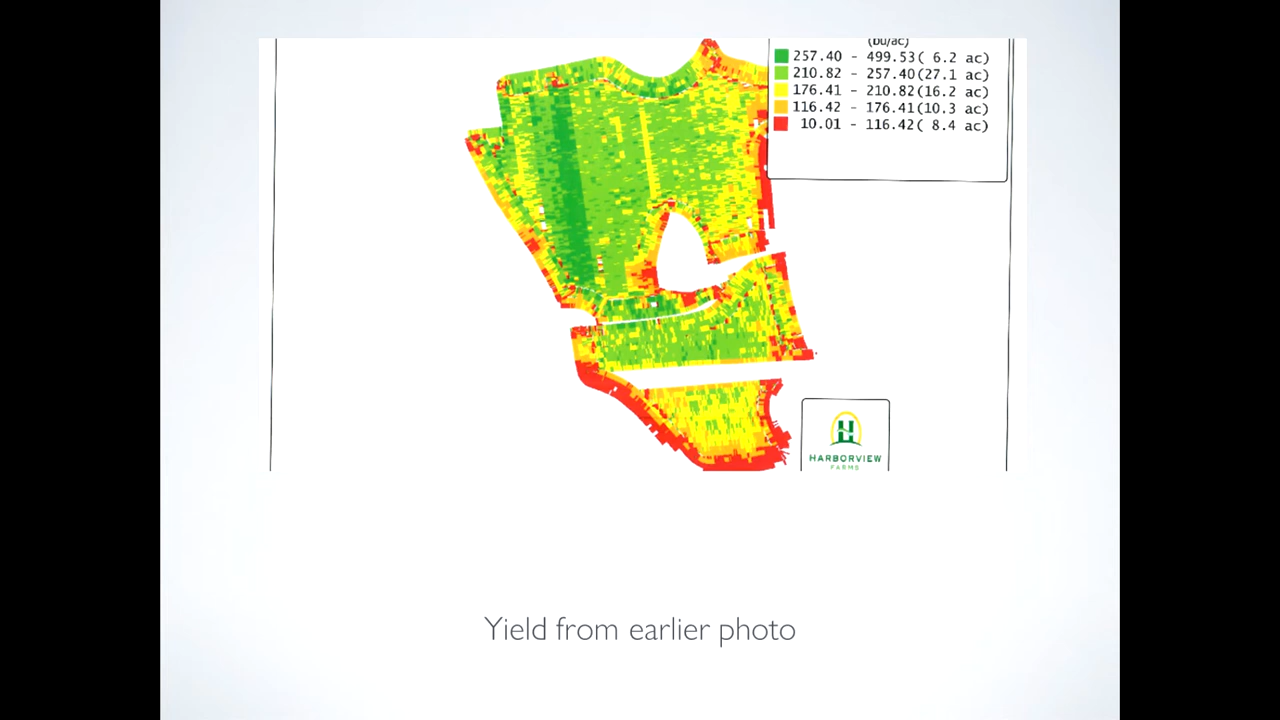 (bu/ac)
257.40 - 499.53( 6.2 ac)
210.82 - 257.40(27.1 ac)
176.41 - 210.82(16.2 ac)
116.42 - 176.41(10.3 ac)
10.01 - 116.42( 8.4 ac)
HARBORVIEW
FARMS
Yield from earlier photo